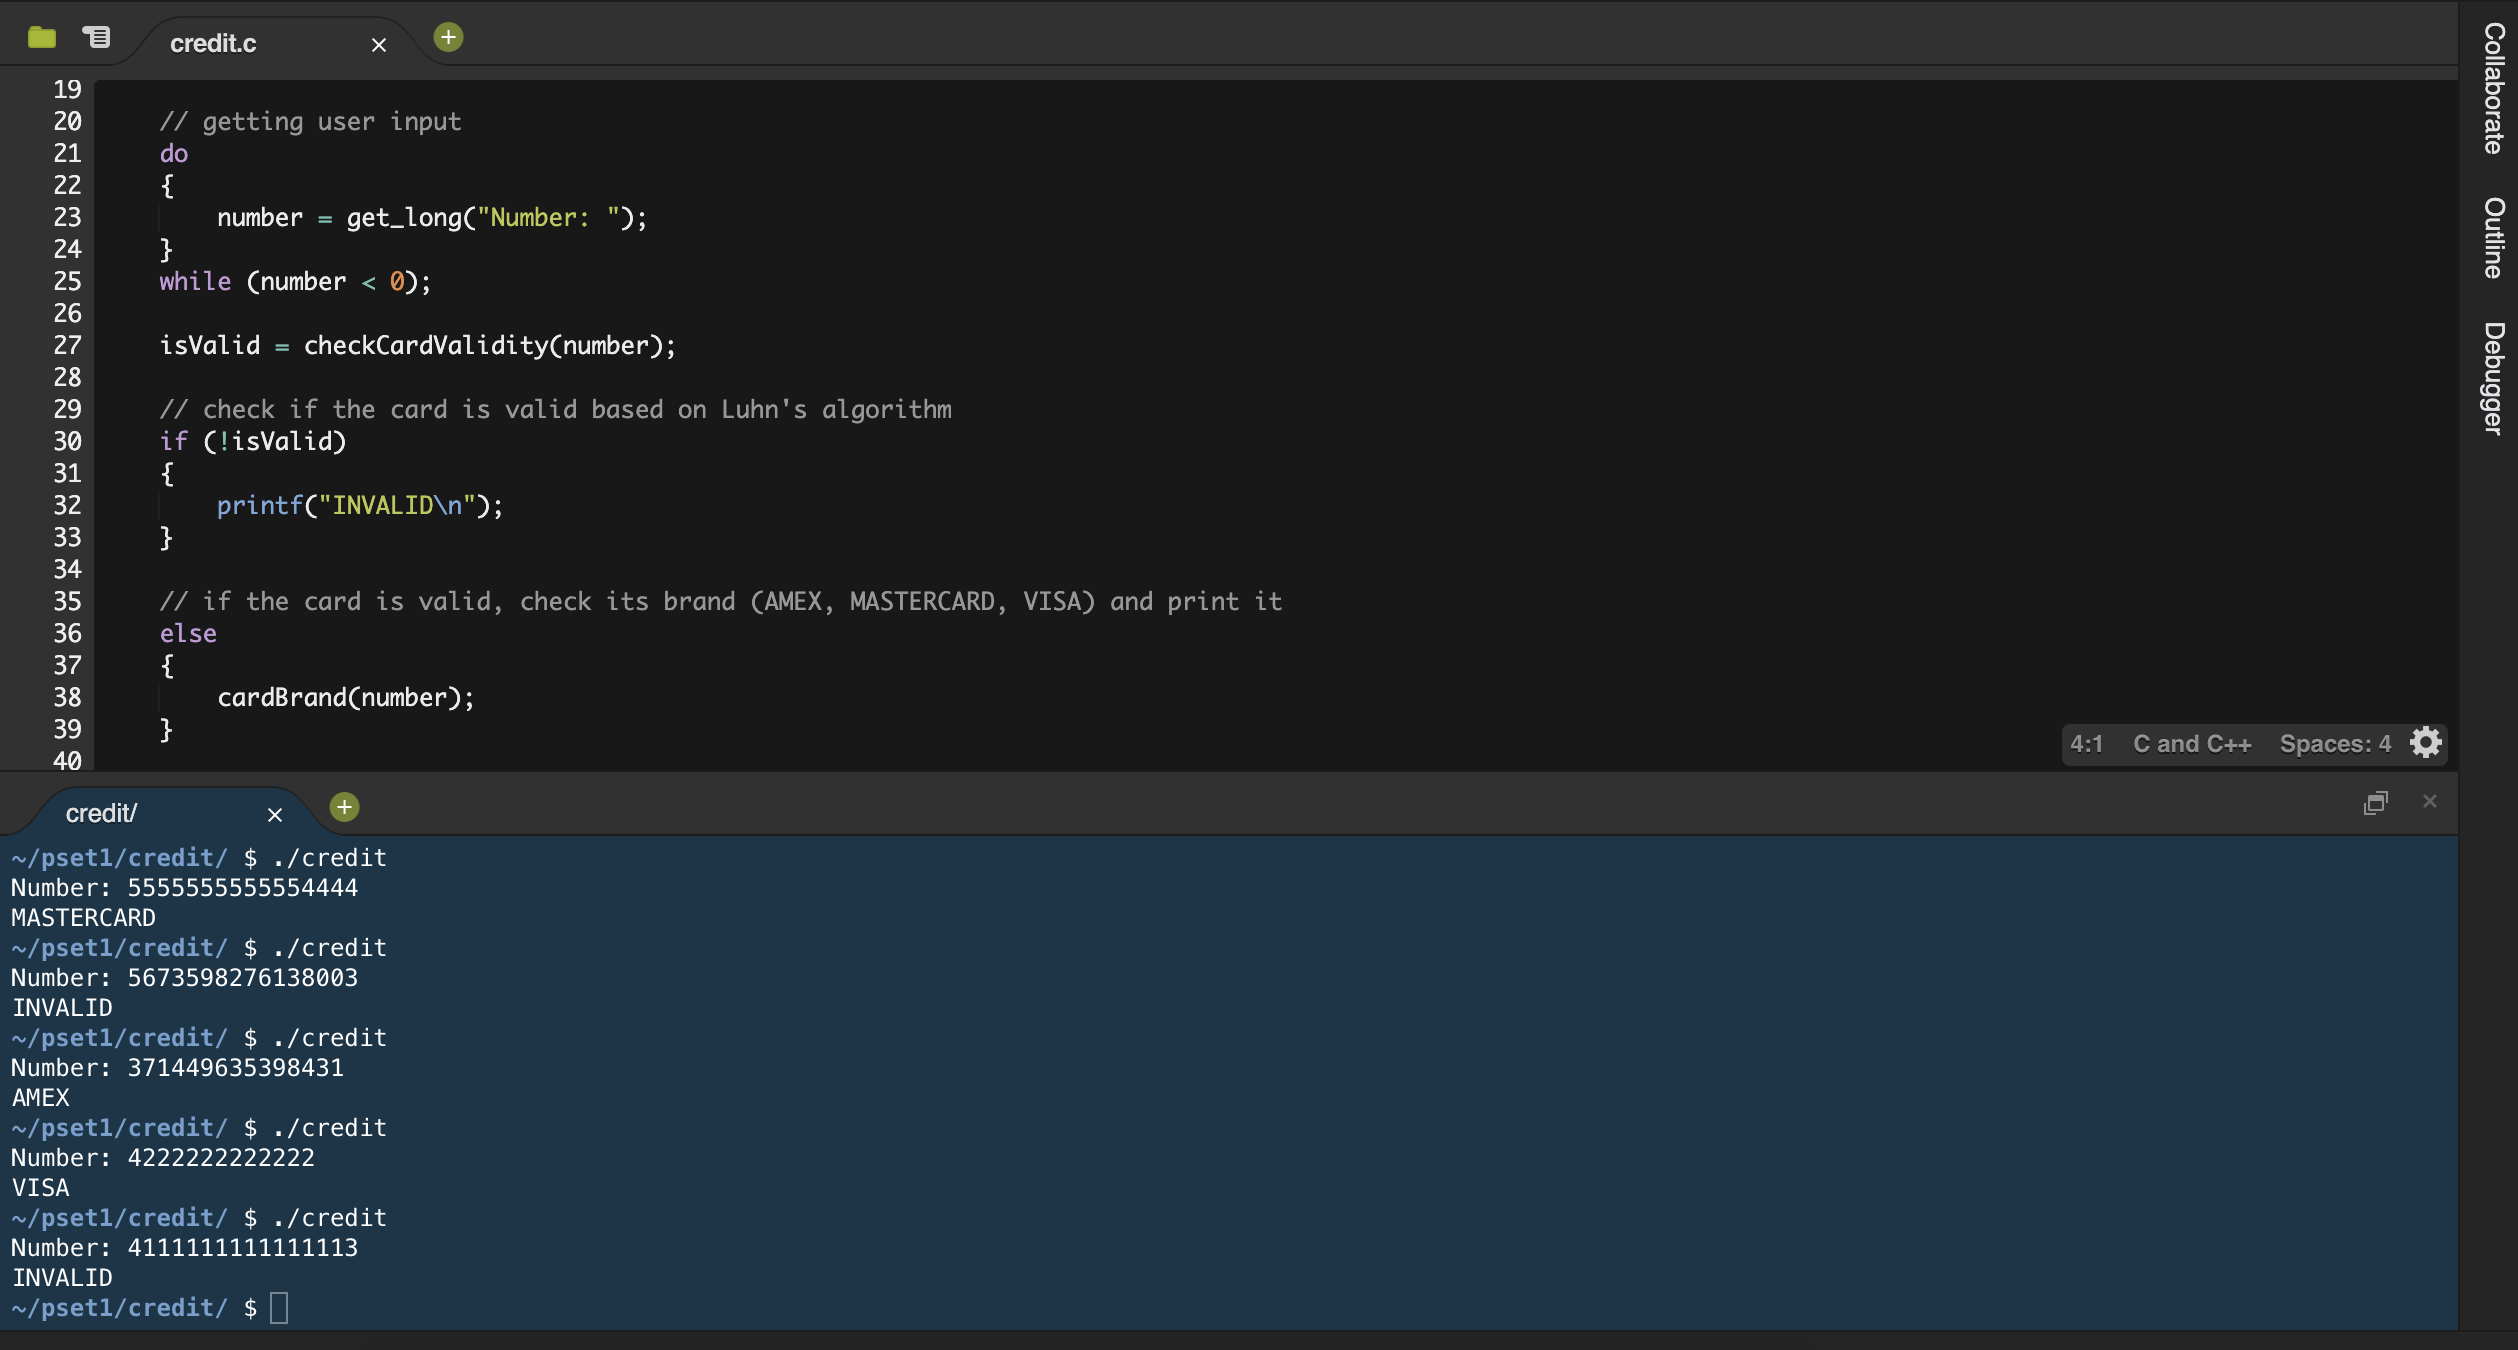 credit.c
19
20 // getting user input
21 do
22 {
23 number = get_long("Number: ");
24 }
25 while (number < 0);
26
27 isValid = checkCardValidity(number);
28
29 // check if the card is valid based on Luhn's algorithm
30 if (!isValid)
31 {
32 printf("INVALID\n");
33 }
34
35 // if the card is valid, check its brand (AMEX, MASTERCARD, VISA) and print it
36 else
37 {
38 cardBrand(number);
39 }
40
4:1 C and C++ Spaces: 4
Collaborate
Outline
Debugger
credit/
~/pset1/credit/ $ ./credit
Number: 5555555555554444
MASTERCARD
~/pset1/credit/ $ ./credit
Number: 5673598276138003
INVALID
~/pset1/credit/ $ ./credit
Number: 371449635398431
AMEX
~/pset1/credit/ $ ./credit
Number: 4222222222222
VISA
~/pset1/credit/ $ ./credit
Number: 4111111111111113
INVALID
~/pset1/credit/ $